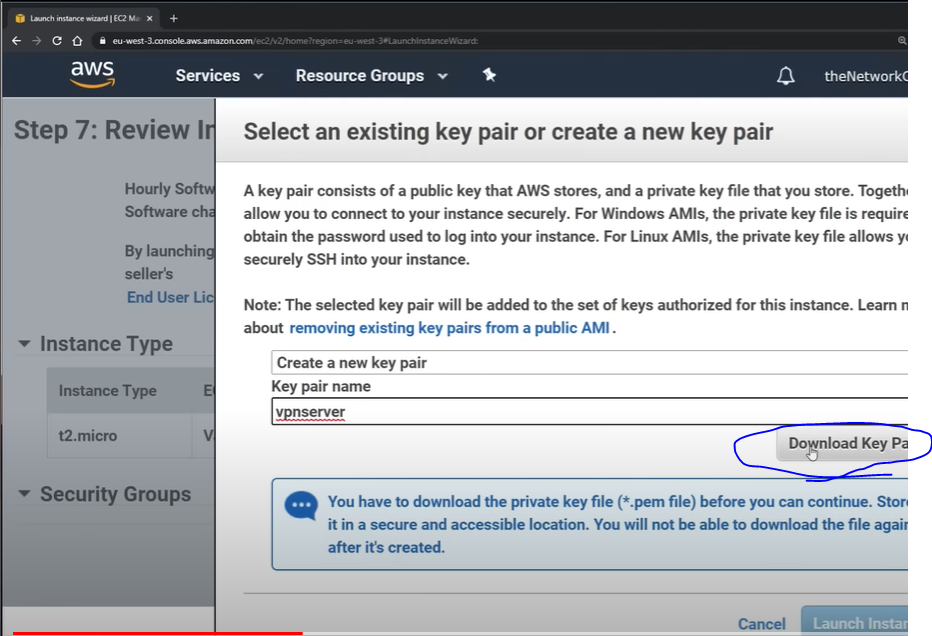 Launch instance wizard | EC2 Ma
eu-west-3.console.aws.amazon.com/ec2/v2/home?region=eu-west-3#LaunchInstanceWizard:
aws
Services
Resource Groups
theNetworkC
Step 7: Review In
Select an existing key pair or create a new key pair
Hourly Softw
Software cha
By launching
seller's
End User Lic
A key pair consists of a public key that AWS stores, and a private key file that you store. Togethe
allow you to connect to your instance securely. For Windows AMIs, the private key file is require
obtain the password used to log into your instance. For Linux AMIs, the private key file allows yo
securely SSH into your instance.
Note: The selected key pair will be added to the set of keys authorized for this instance. Learn m
about removing existing key pairs from a public AMI .
Instance Type
Instance Type
t2.micro
Security Groups
Create a new key pair
Key pair name
vpnserver
Download Key Pa
You have to download the private key file (*.pem file) before you can continue. Store
it in a secure and accessible location. You will not be able to download the file again
after it's created.
Cancel
Launch Instan